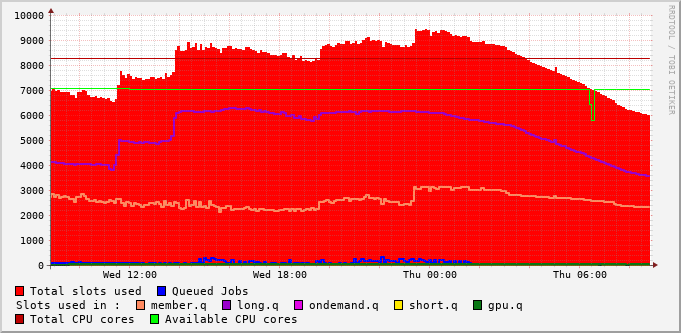 10000
9000
8000
7000
6000
5000
4000
3000
2000
1000
0
Wed 12:00 Wed 18:00 Thu 00:00 Thu 06:00
RRDTOOL / TOBI OETIKER
Total slots used Queued Jobs
Slots used in : member.q long.q ondemand.q short.q gpu.q
Total CPU cores Available CPU cores